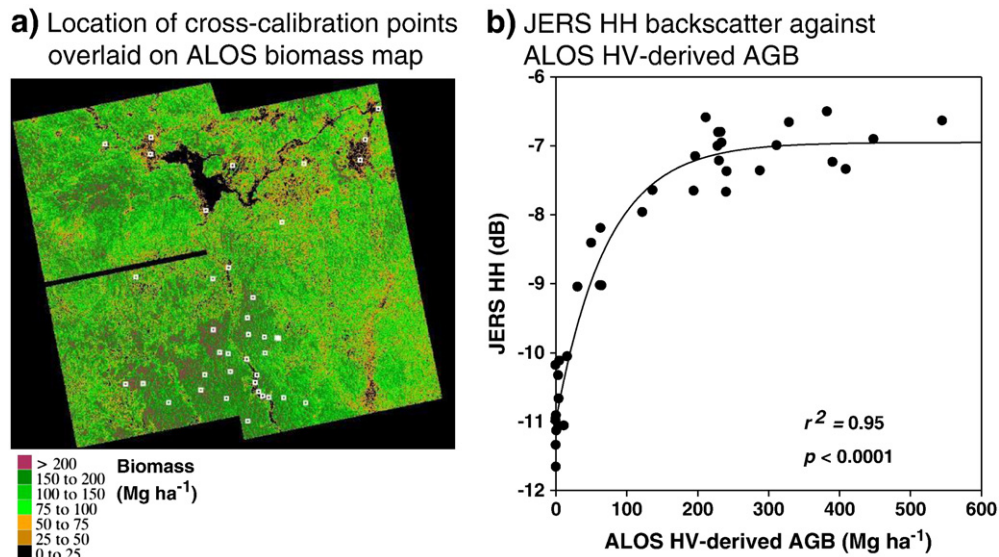 a) Location of cross-calibration points
overlaid on ALOS biomass map
> 200
150 to 200
100 to 150
75 to 100
50 to 75
25 to 50
0 to 25
Biomass
(Mg ha-1)
b) JERS HH backscatter against
ALOS HV-derived AGB
-6
-7
-8
-9
-10
-11
-12
JERS HH (dB)
r2 = 0.95
p < 0.0001
0 100 200 300 400 500 600
ALOS HV-derived AGB (Mg ha-1)